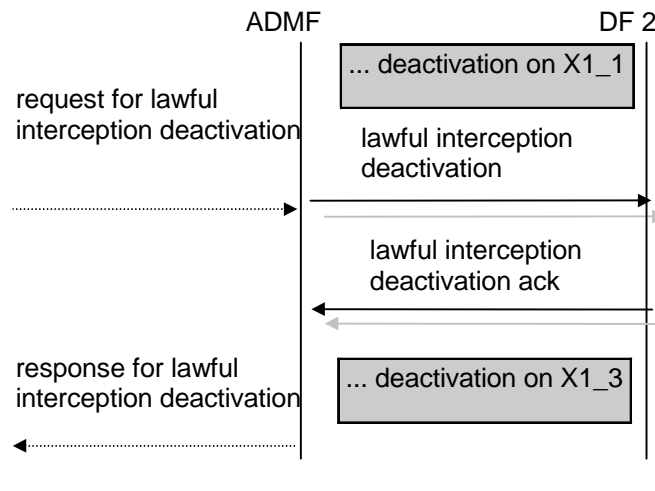 ADMF
DF 2
... deactivation on X1_1
request for lawful
interception deactivation
lawful interception
deactivation
lawful interception
deactivation ack
response for lawful
interception deactivation
... deactivation on X1_3